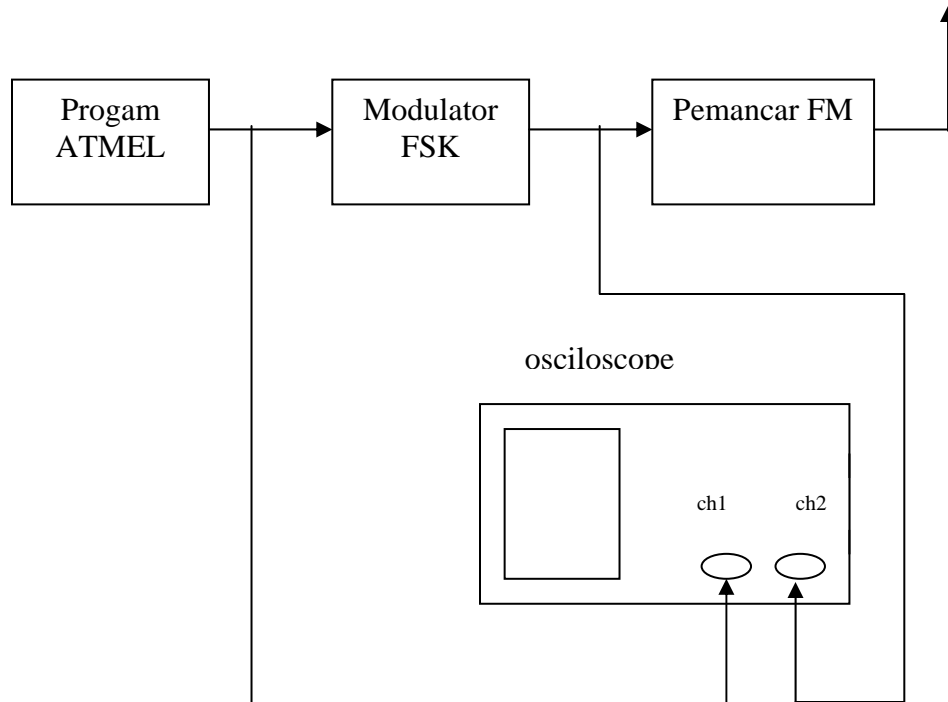 Progam
ATMEL
Modulator
FSK
Pemancar FM
osciloscope
ch1
ch2